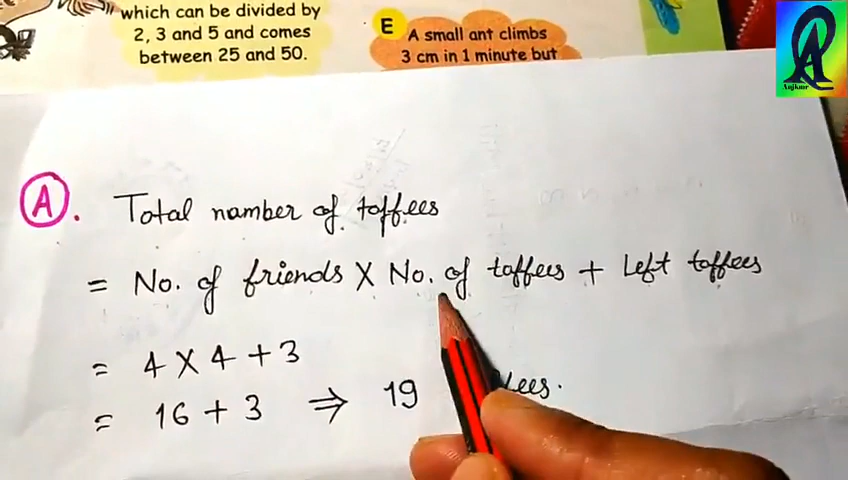 which can be divided by
2, 3 and 5 and comes
between 25 and 50.
E
A small ant climbs
3 cm in 1 minute but
Anjkour
A. Total namber of toffees
= No. of friends X No. of toffees + Left toffees
= 4 X 4 + 3
= 16 + 3 ⇒ 19